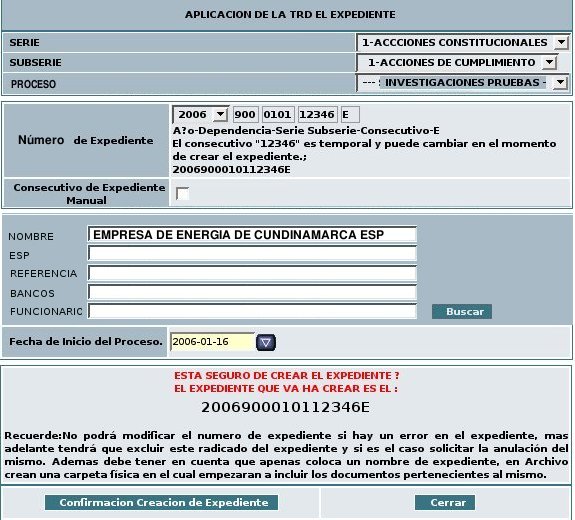 APLICACION DE LA TRD EL EXPEDIENTE
SERIE 1-ACCCIONES CONSTITUCIONALES
SUBSERIE 1-ACCIONES DE CUMPLIMIENTO
PROCESO --- INVESTIGACIONES PRUEBAS -
Número de Expediente 2006 900 0101 12346 E
A?o-Dependencia-Serie Subserie-Consecutivo-E
El consecutivo "12346" es temporal y puede cambiar en el momento
de crear el expediente.;
2006900010112346E
Consecutivo de Expediente
Manual
NOMBRE EMPRESA DE ENERGIA DE CUNDINAMARCA ESP
ESP
REFERENCIA
BANCOS
FUNCIONARIO Buscar
Fecha de Inicio del Proceso. 2006-01-16
ESTA SEGURO DE CREAR EL EXPEDIENTE ?
EL EXPEDIENTE QUE VA HA CREAR ES EL :
2006900010112346E
Recuerde:No podrá modificar el numero de expediente si hay un error en el expediente, mas
adelante tendrá que excluir este radicado del expediente y si es el caso solicitar la anulación del
mismo. Ademas debe tener en cuenta que apenas coloca un nombre de expediente, en Archivo
crean una carpeta física en el cual empezaran a incluir los documentos pertenecientes al mismo.
Confirmacion Creacion de Expediente Cerrar